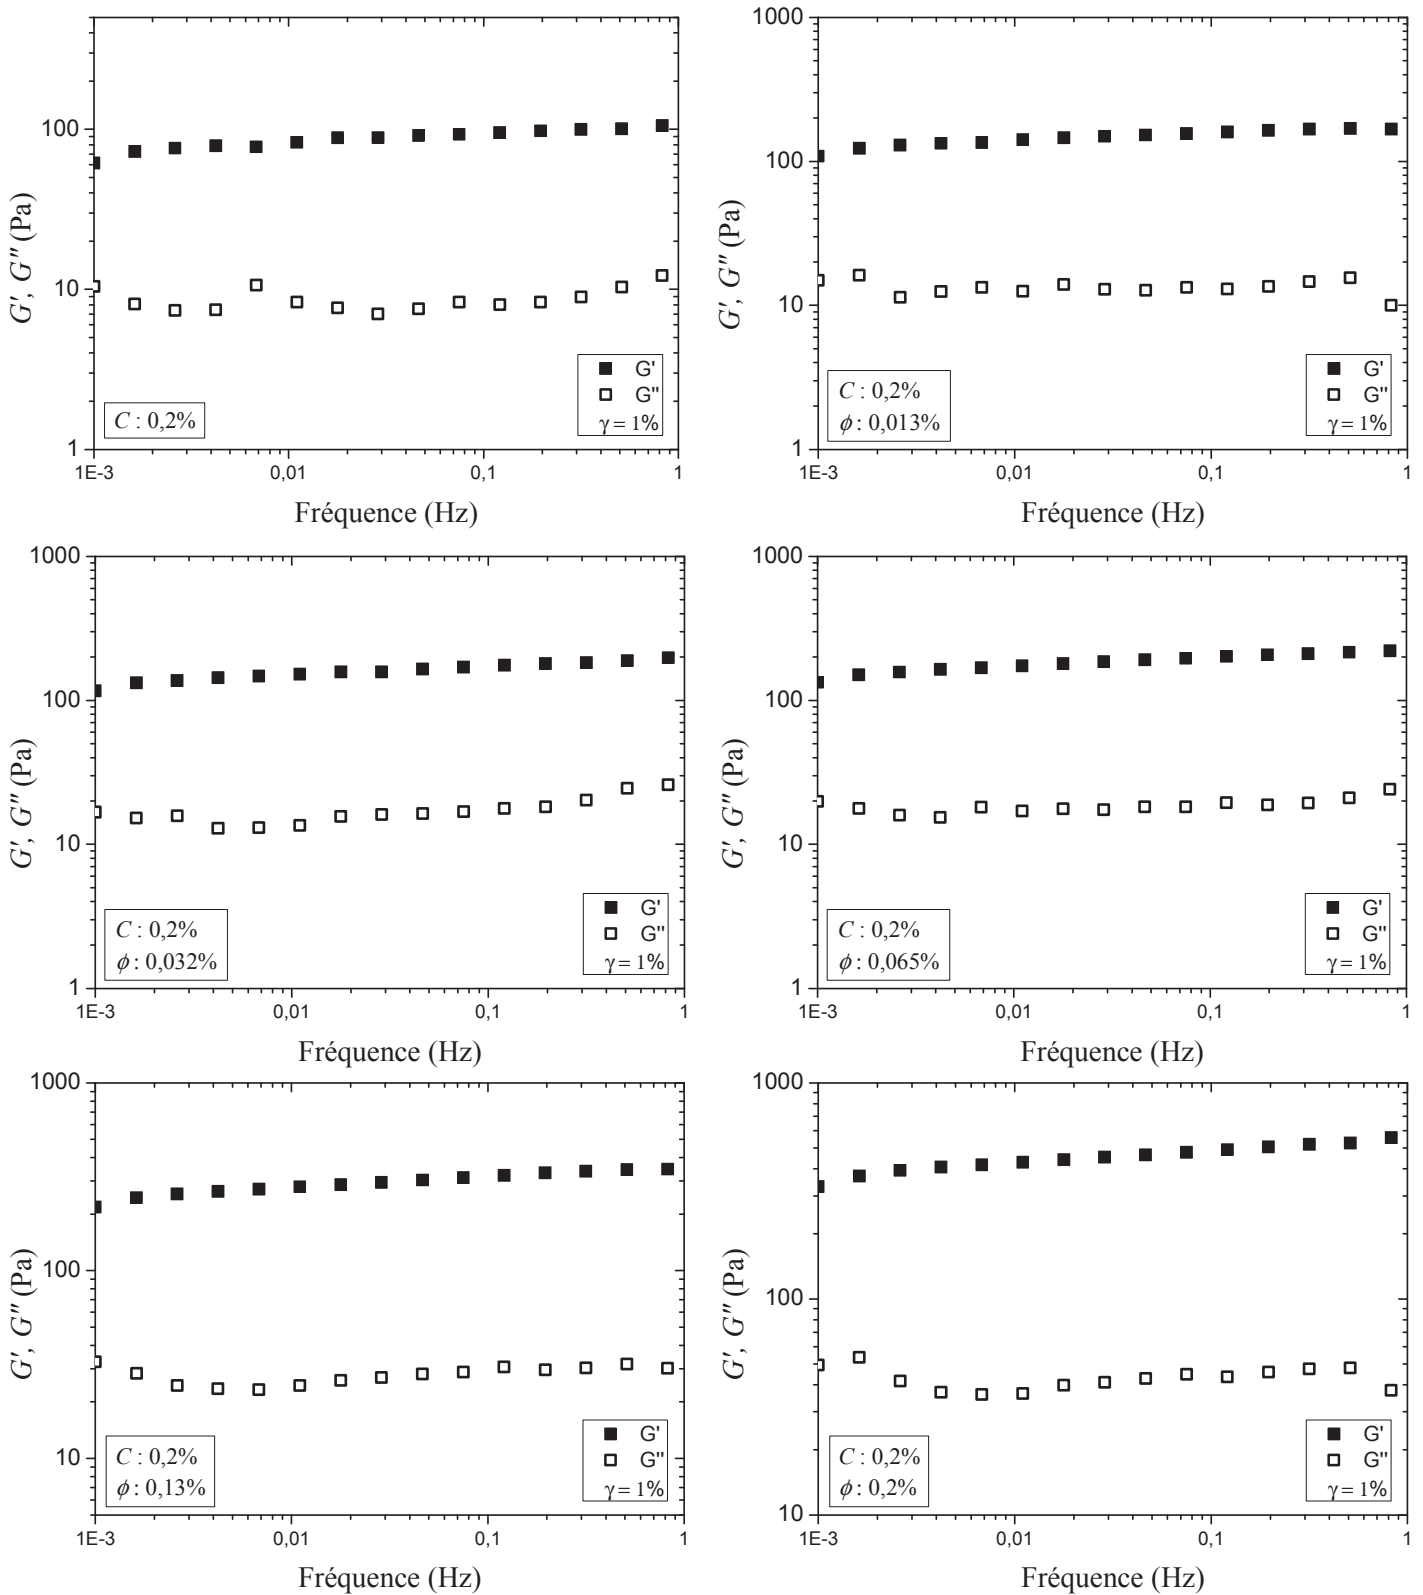 100
10
1
1E-3 0,01 0,1 1
G', G" (Pa)
Fréquence (Hz)
G'
G"
γ = 1%
C : 0,2%
1000
100
10
1
1E-3 0,01 0,1 1
G', G" (Pa)
Fréquence (Hz)
G'
G"
γ = 1%
C : 0,2%
ϕ : 0,013%
1000
100
10
1
1E-3 0,01 0,1 1
G', G" (Pa)
Fréquence (Hz)
G'
G"
γ = 1%
C : 0,2%
ϕ : 0,032%
1000
100
10
1
1E-3 0,01 0,1 1
G', G" (Pa)
Fréquence (Hz)
G'
G"
γ = 1%
C : 0,2%
ϕ : 0,065%
1000
100
10
1E-3 0,01 0,1 1
G', G" (Pa)
Fréquence (Hz)
G'
G"
γ = 1%
C : 0,2%
ϕ : 0,13%
1000
100
10
1E-3 0,01 0,1 1
G', G" (Pa)
Fréquence (Hz)
G'
G"
γ = 1%
C : 0,2%
ϕ : 0,2%